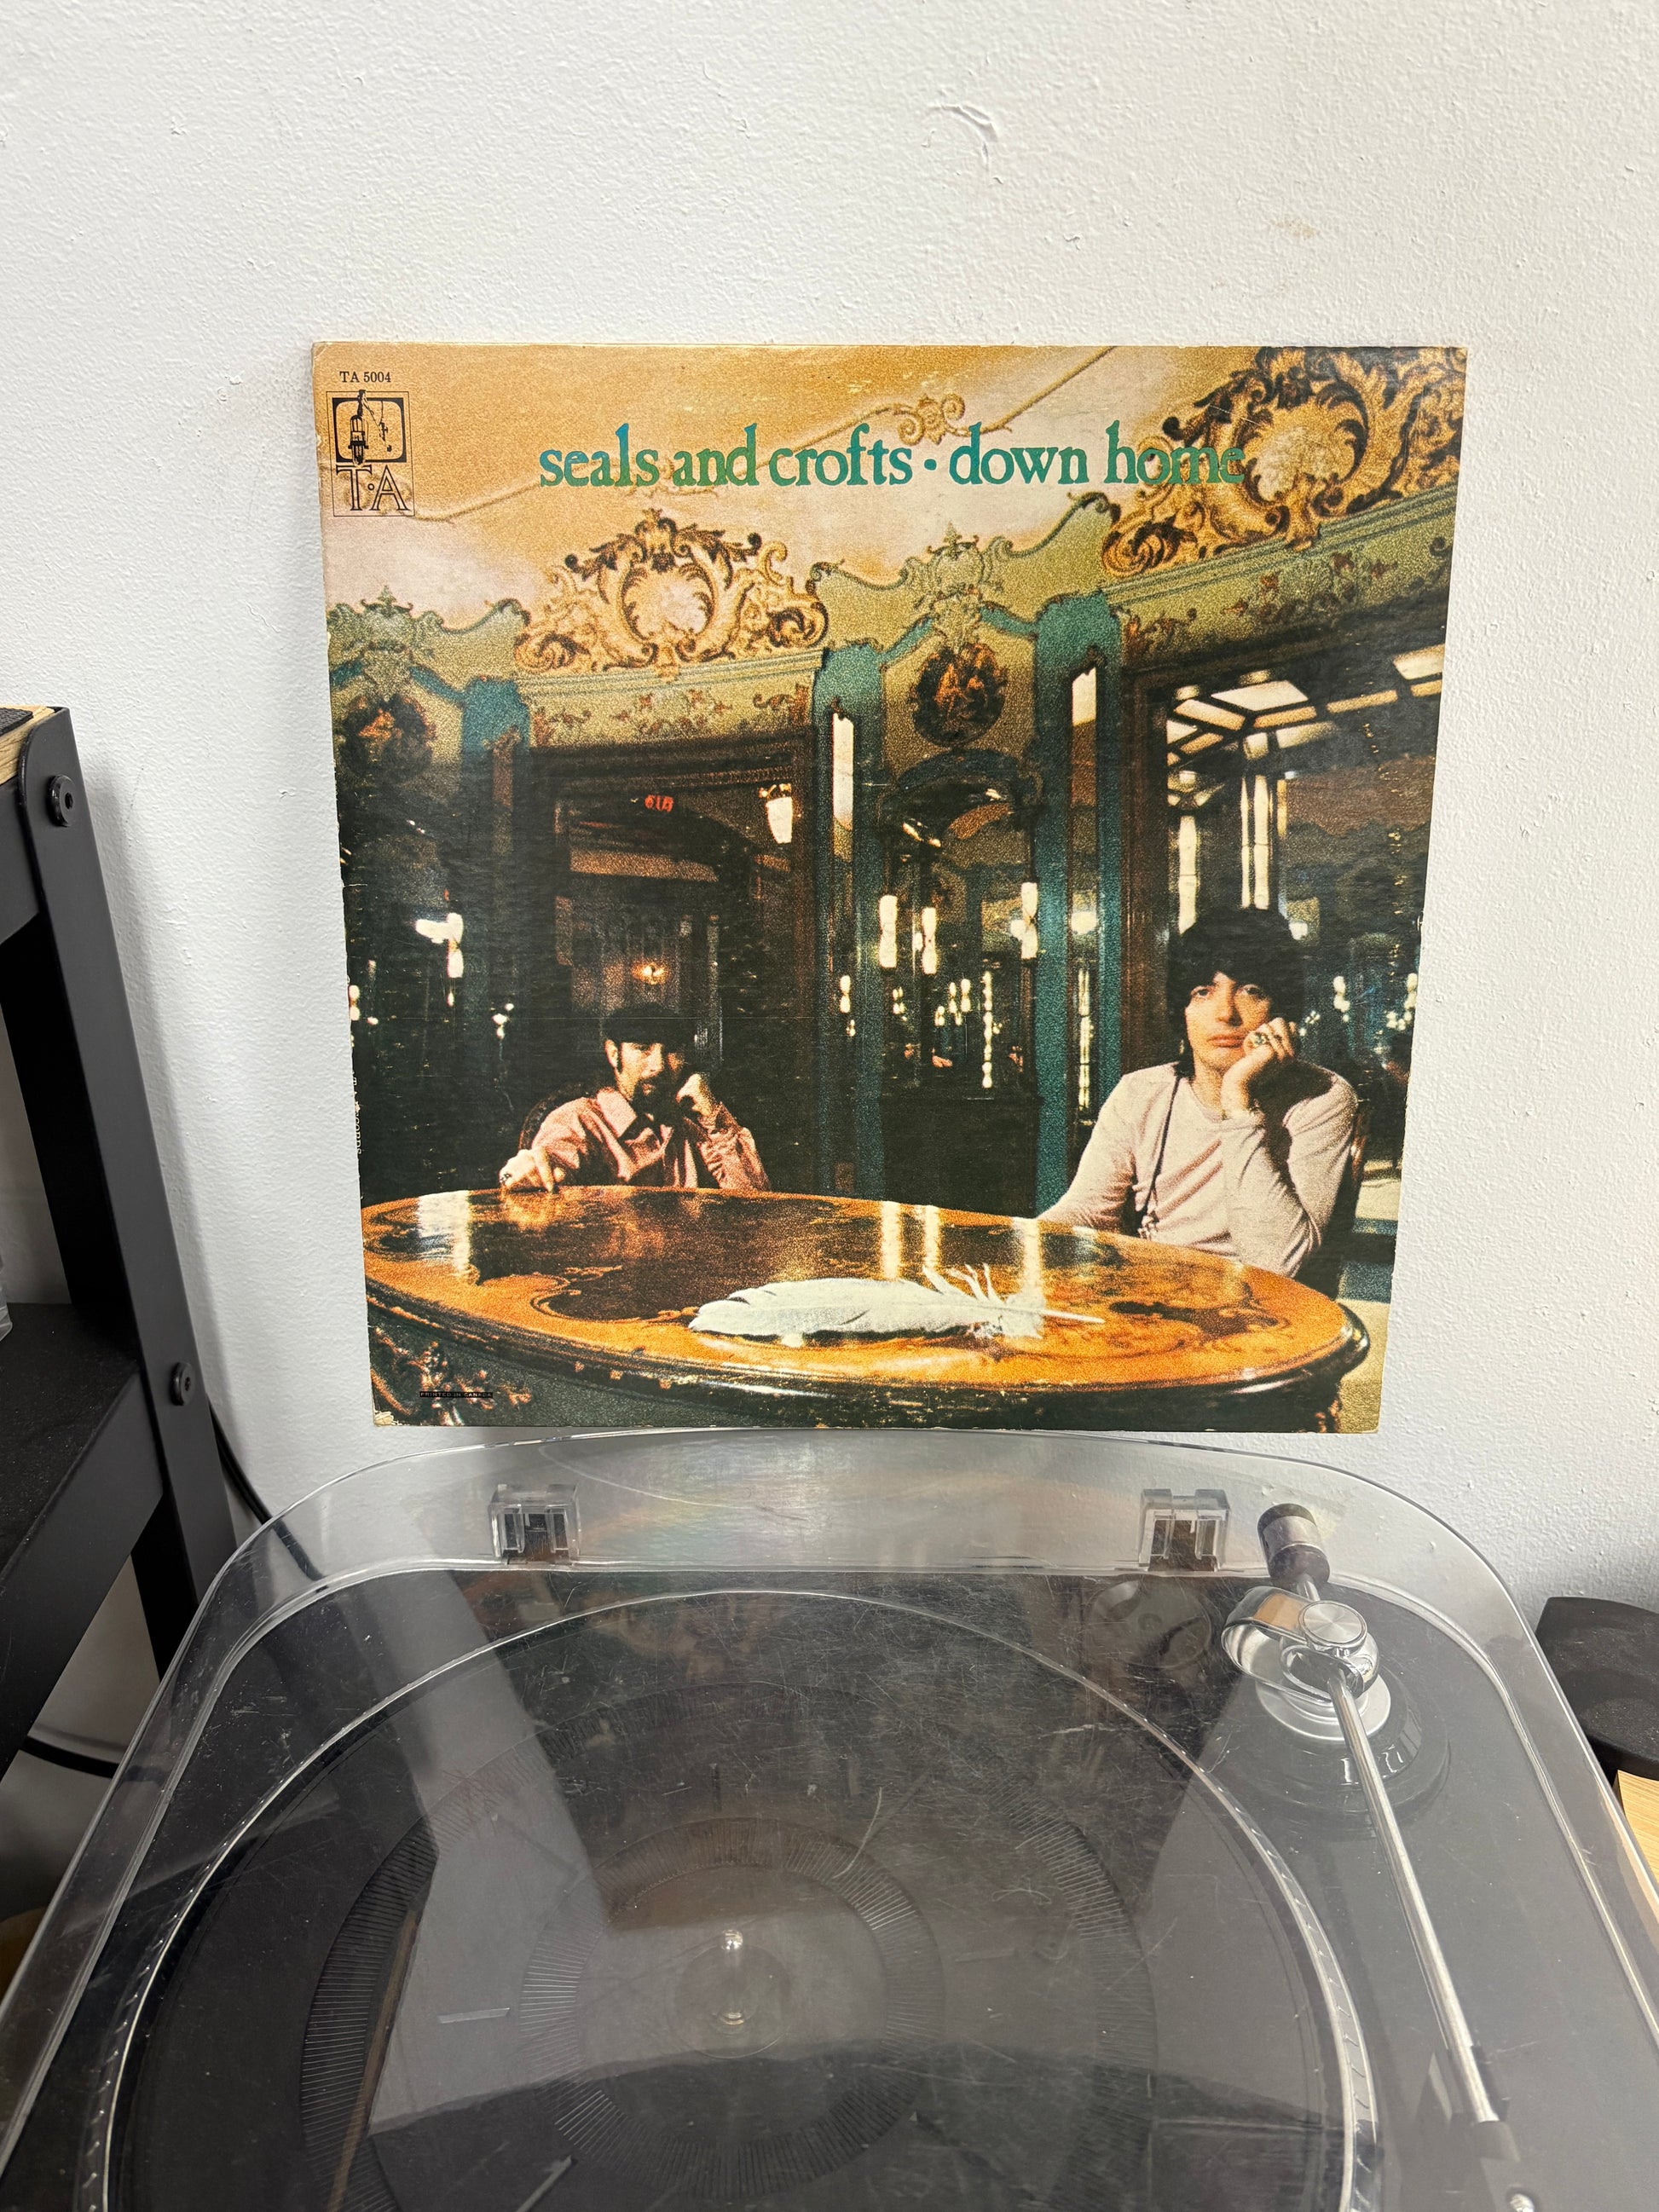 TA 5004
T·A
seals and crofts · down home
PRINTED IN CANADA